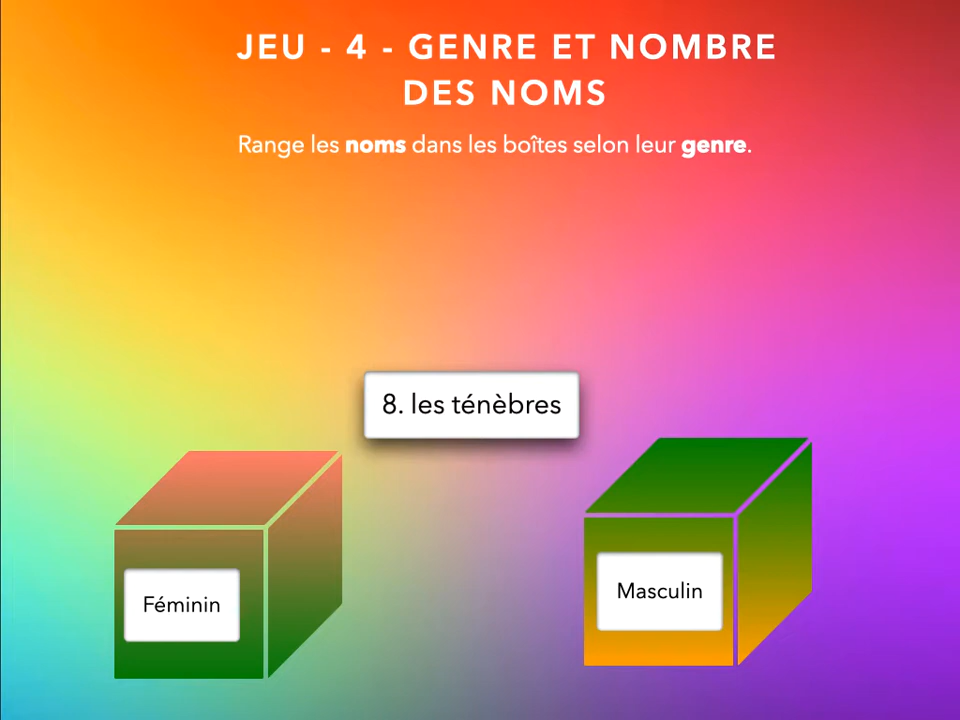 JEU - 4 - GENRE ET NOMBRE
DES NOMS
Range les noms dans les boîtes selon leur genre.
8. les ténèbres
Féminin
Masculin